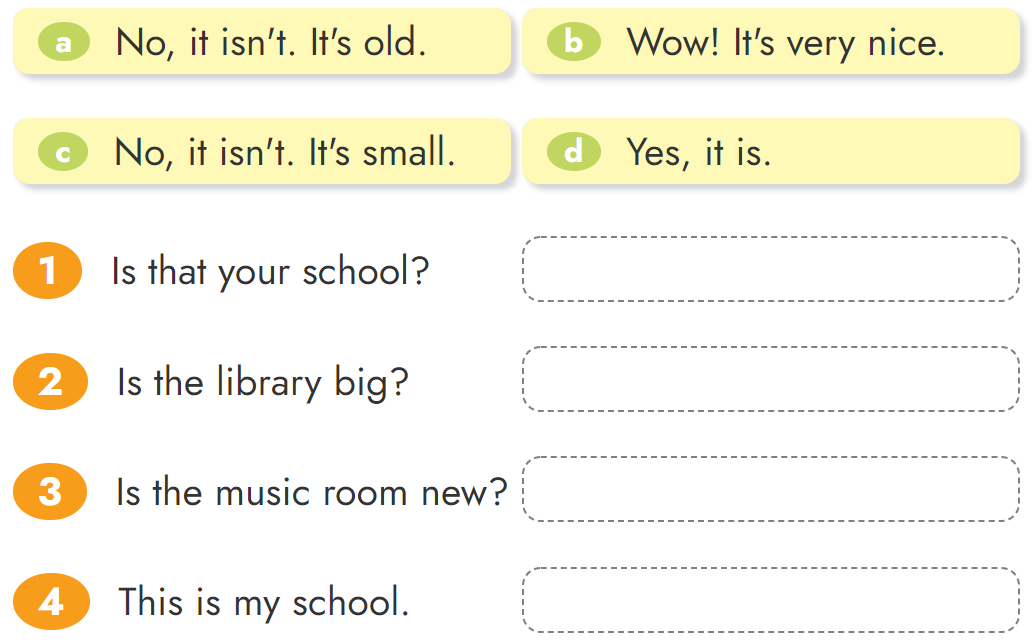 a No, it isn't. It's old.
b Wow! It's very nice.
c No, it isn't. It's small.
d Yes, it is.
1 Is that your school?
2 Is the library big?
3 Is the music room new?
4 This is my school.